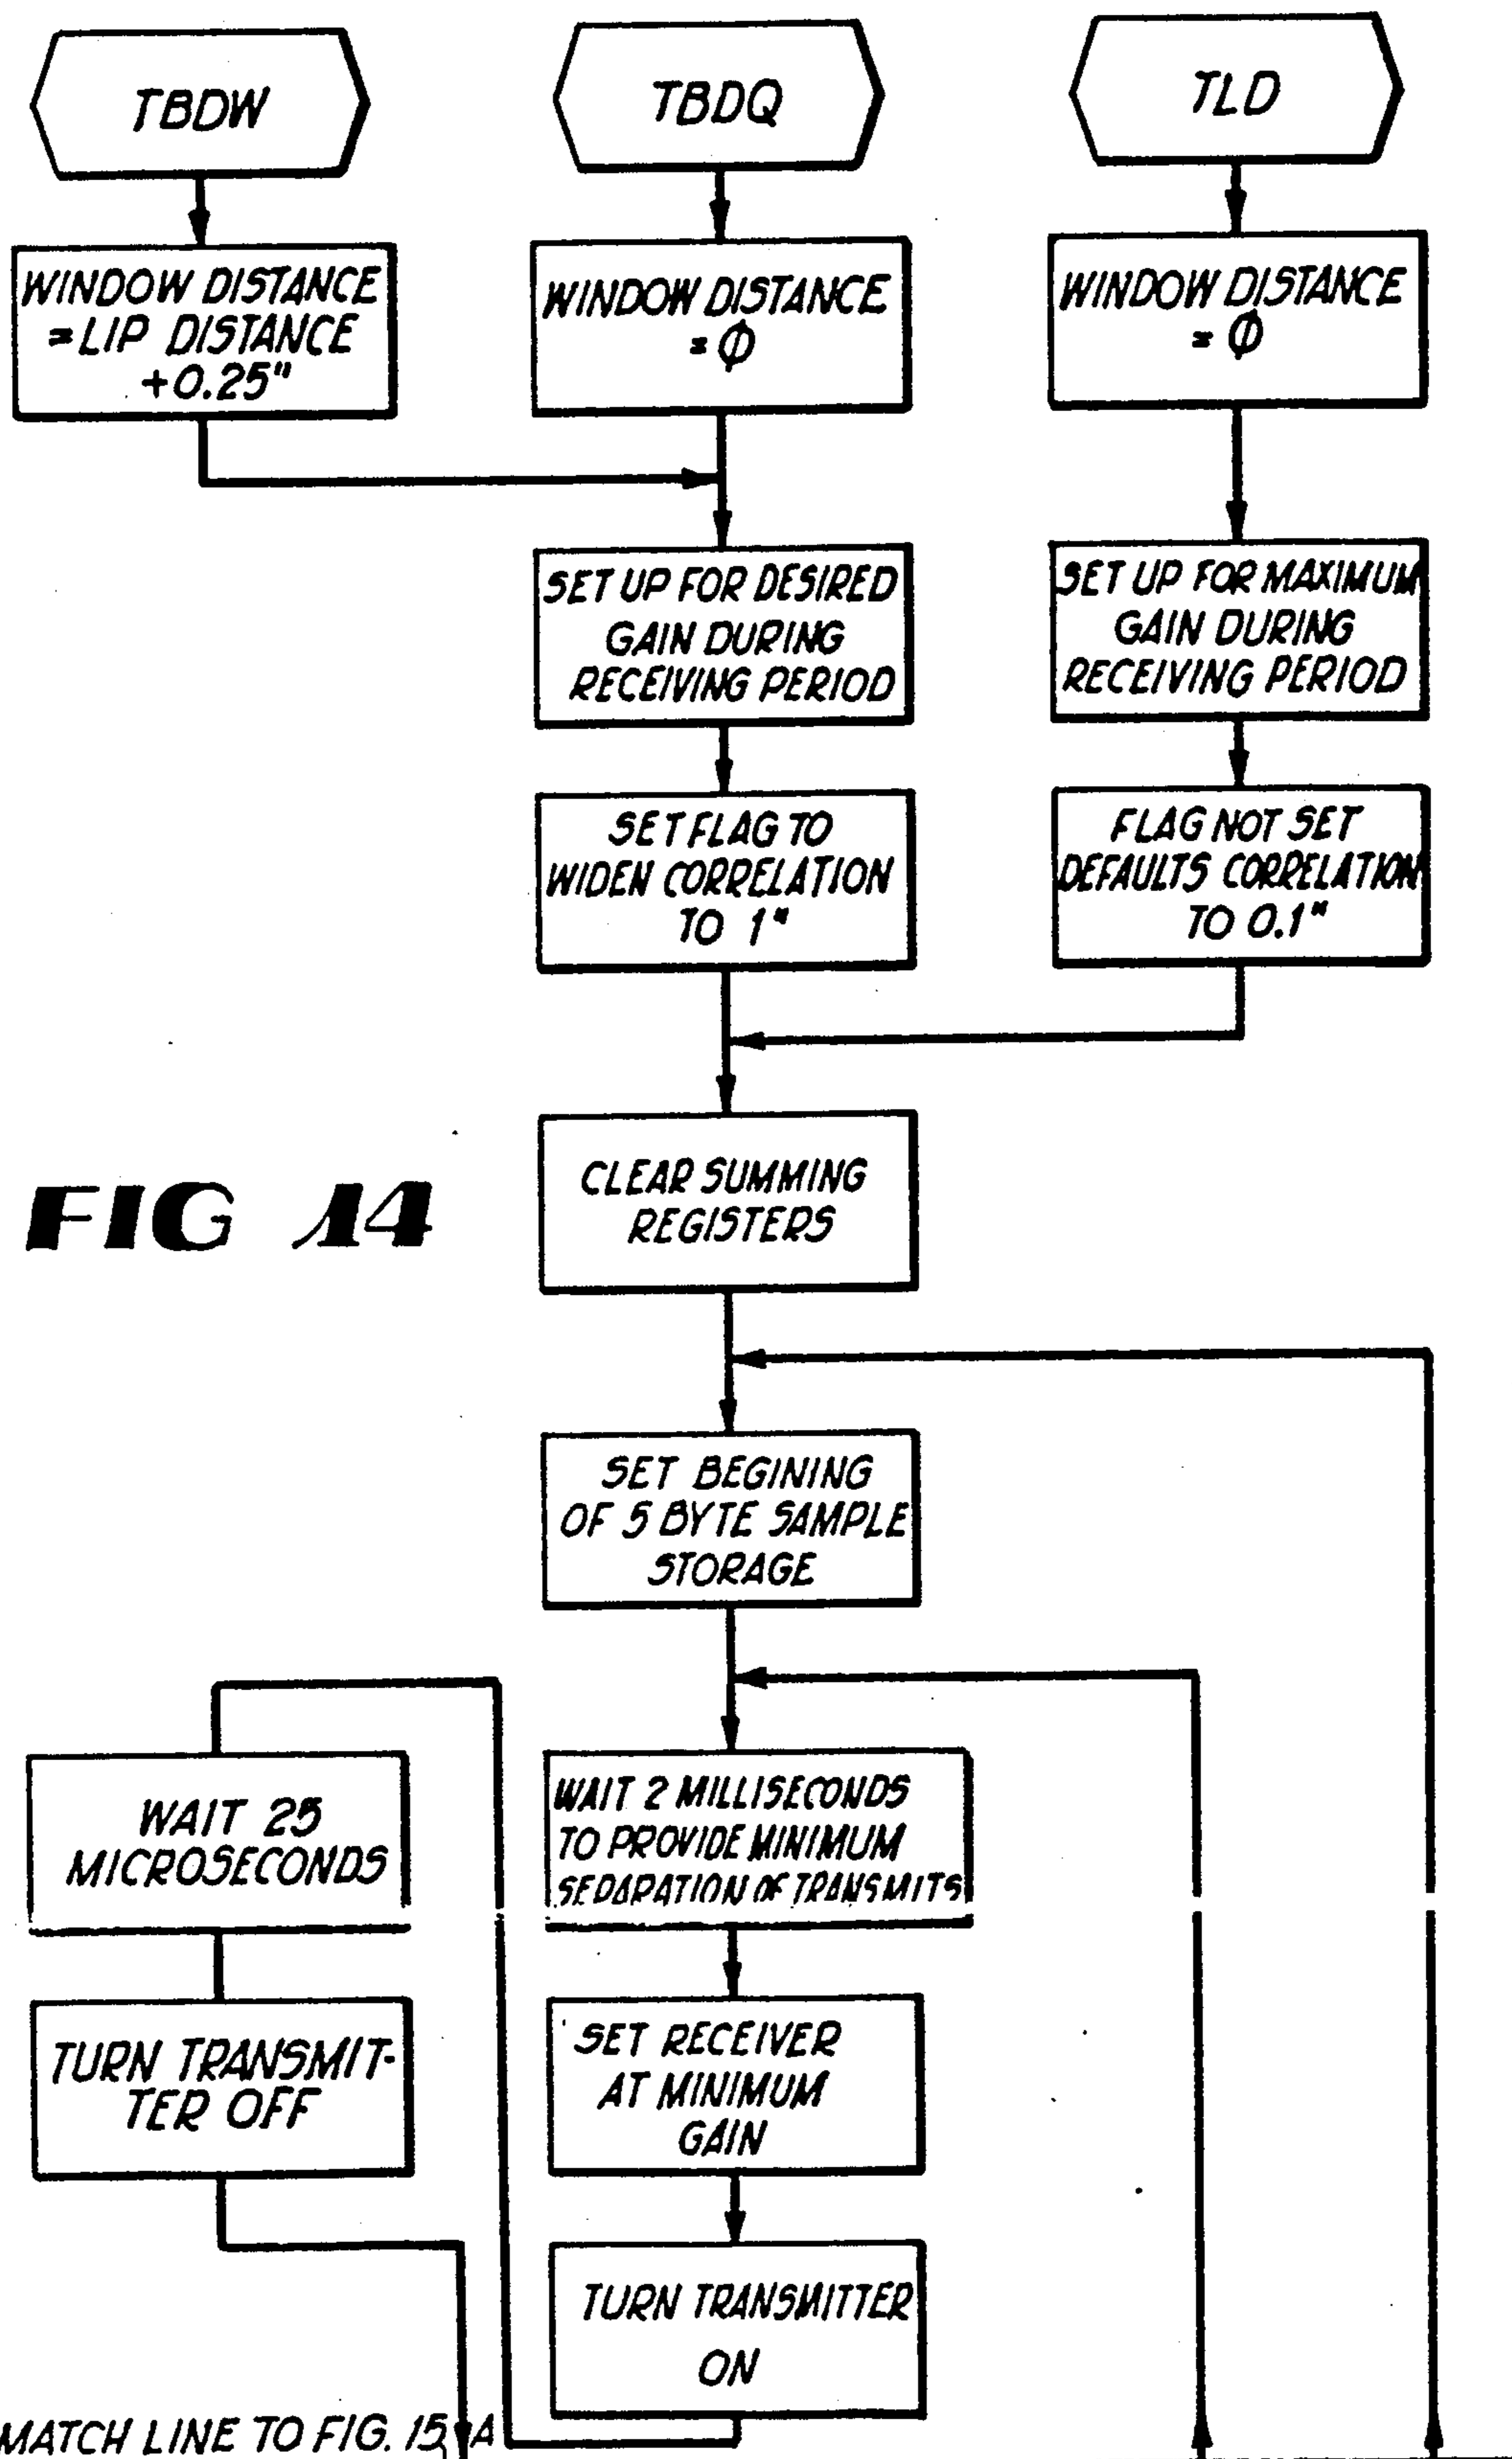 TBDW
TBDQ
TLD
WINDOW DISTANCE
=LIP DISTANCE
+0.25"
WINDOW DISTANCE
= Φ
WINDOW DISTANCE
= Φ
SET UP FOR DESIRED
GAIN DURING
RECEIVING PERIOD
SET UP FOR MAXIMUM
GAIN DURING
RECEIVING PERIOD
SET FLAG TO
WIDEN CORRELATION
TO 1"
FLAG NOT SET
DEFAULTS CORRELATION
TO 0.1"
CLEAR SUMMING
REGISTERS
FIG 14
SET BEGINING
OF 5 BYTE SAMPLE
STORAGE
WAIT 25
MICROSECONDS
WAIT 2 MILLISECONDS
TO PROVIDE MINIMUM
SEPARATION OF TRANSMITS
TURN TRANSMIT-
TER OFF
SET RECEIVER
AT MINIMUM
GAIN
TURN TRANSMITTER
ON
MATCH LINE TO FIG. 15 A